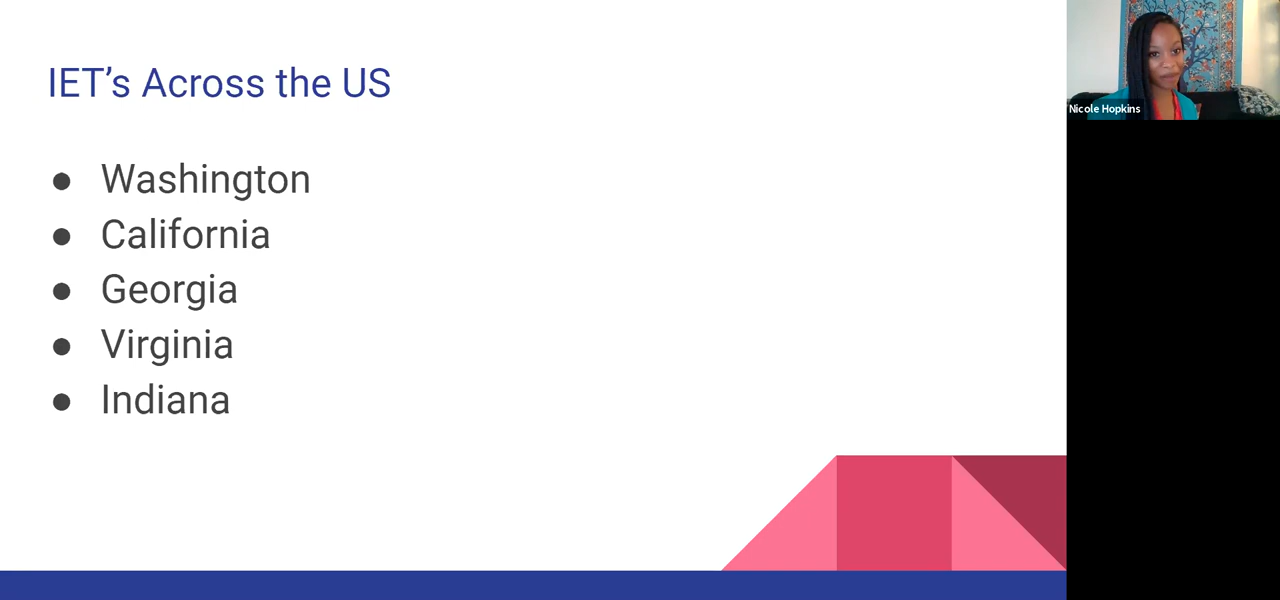 IET’s Across the US
● Washington
● California
● Georgia
● Virginia
● Indiana
Nicole Hopkins